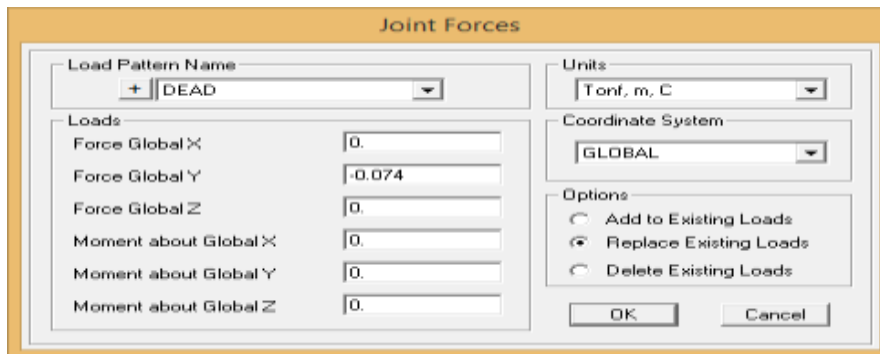 Joint Forces
Load Pattern Name
+ DEAD
Units
Tonf, m, C
Loads
Force Global X 0.
Force Global Y -0.074
Force Global Z 0.
Moment about Global X 0.
Moment about Global Y 0.
Moment about Global Z 0.
Coordinate System
GLOBAL
Options
Add to Existing Loads
Replace Existing Loads
Delete Existing Loads
OK Cancel